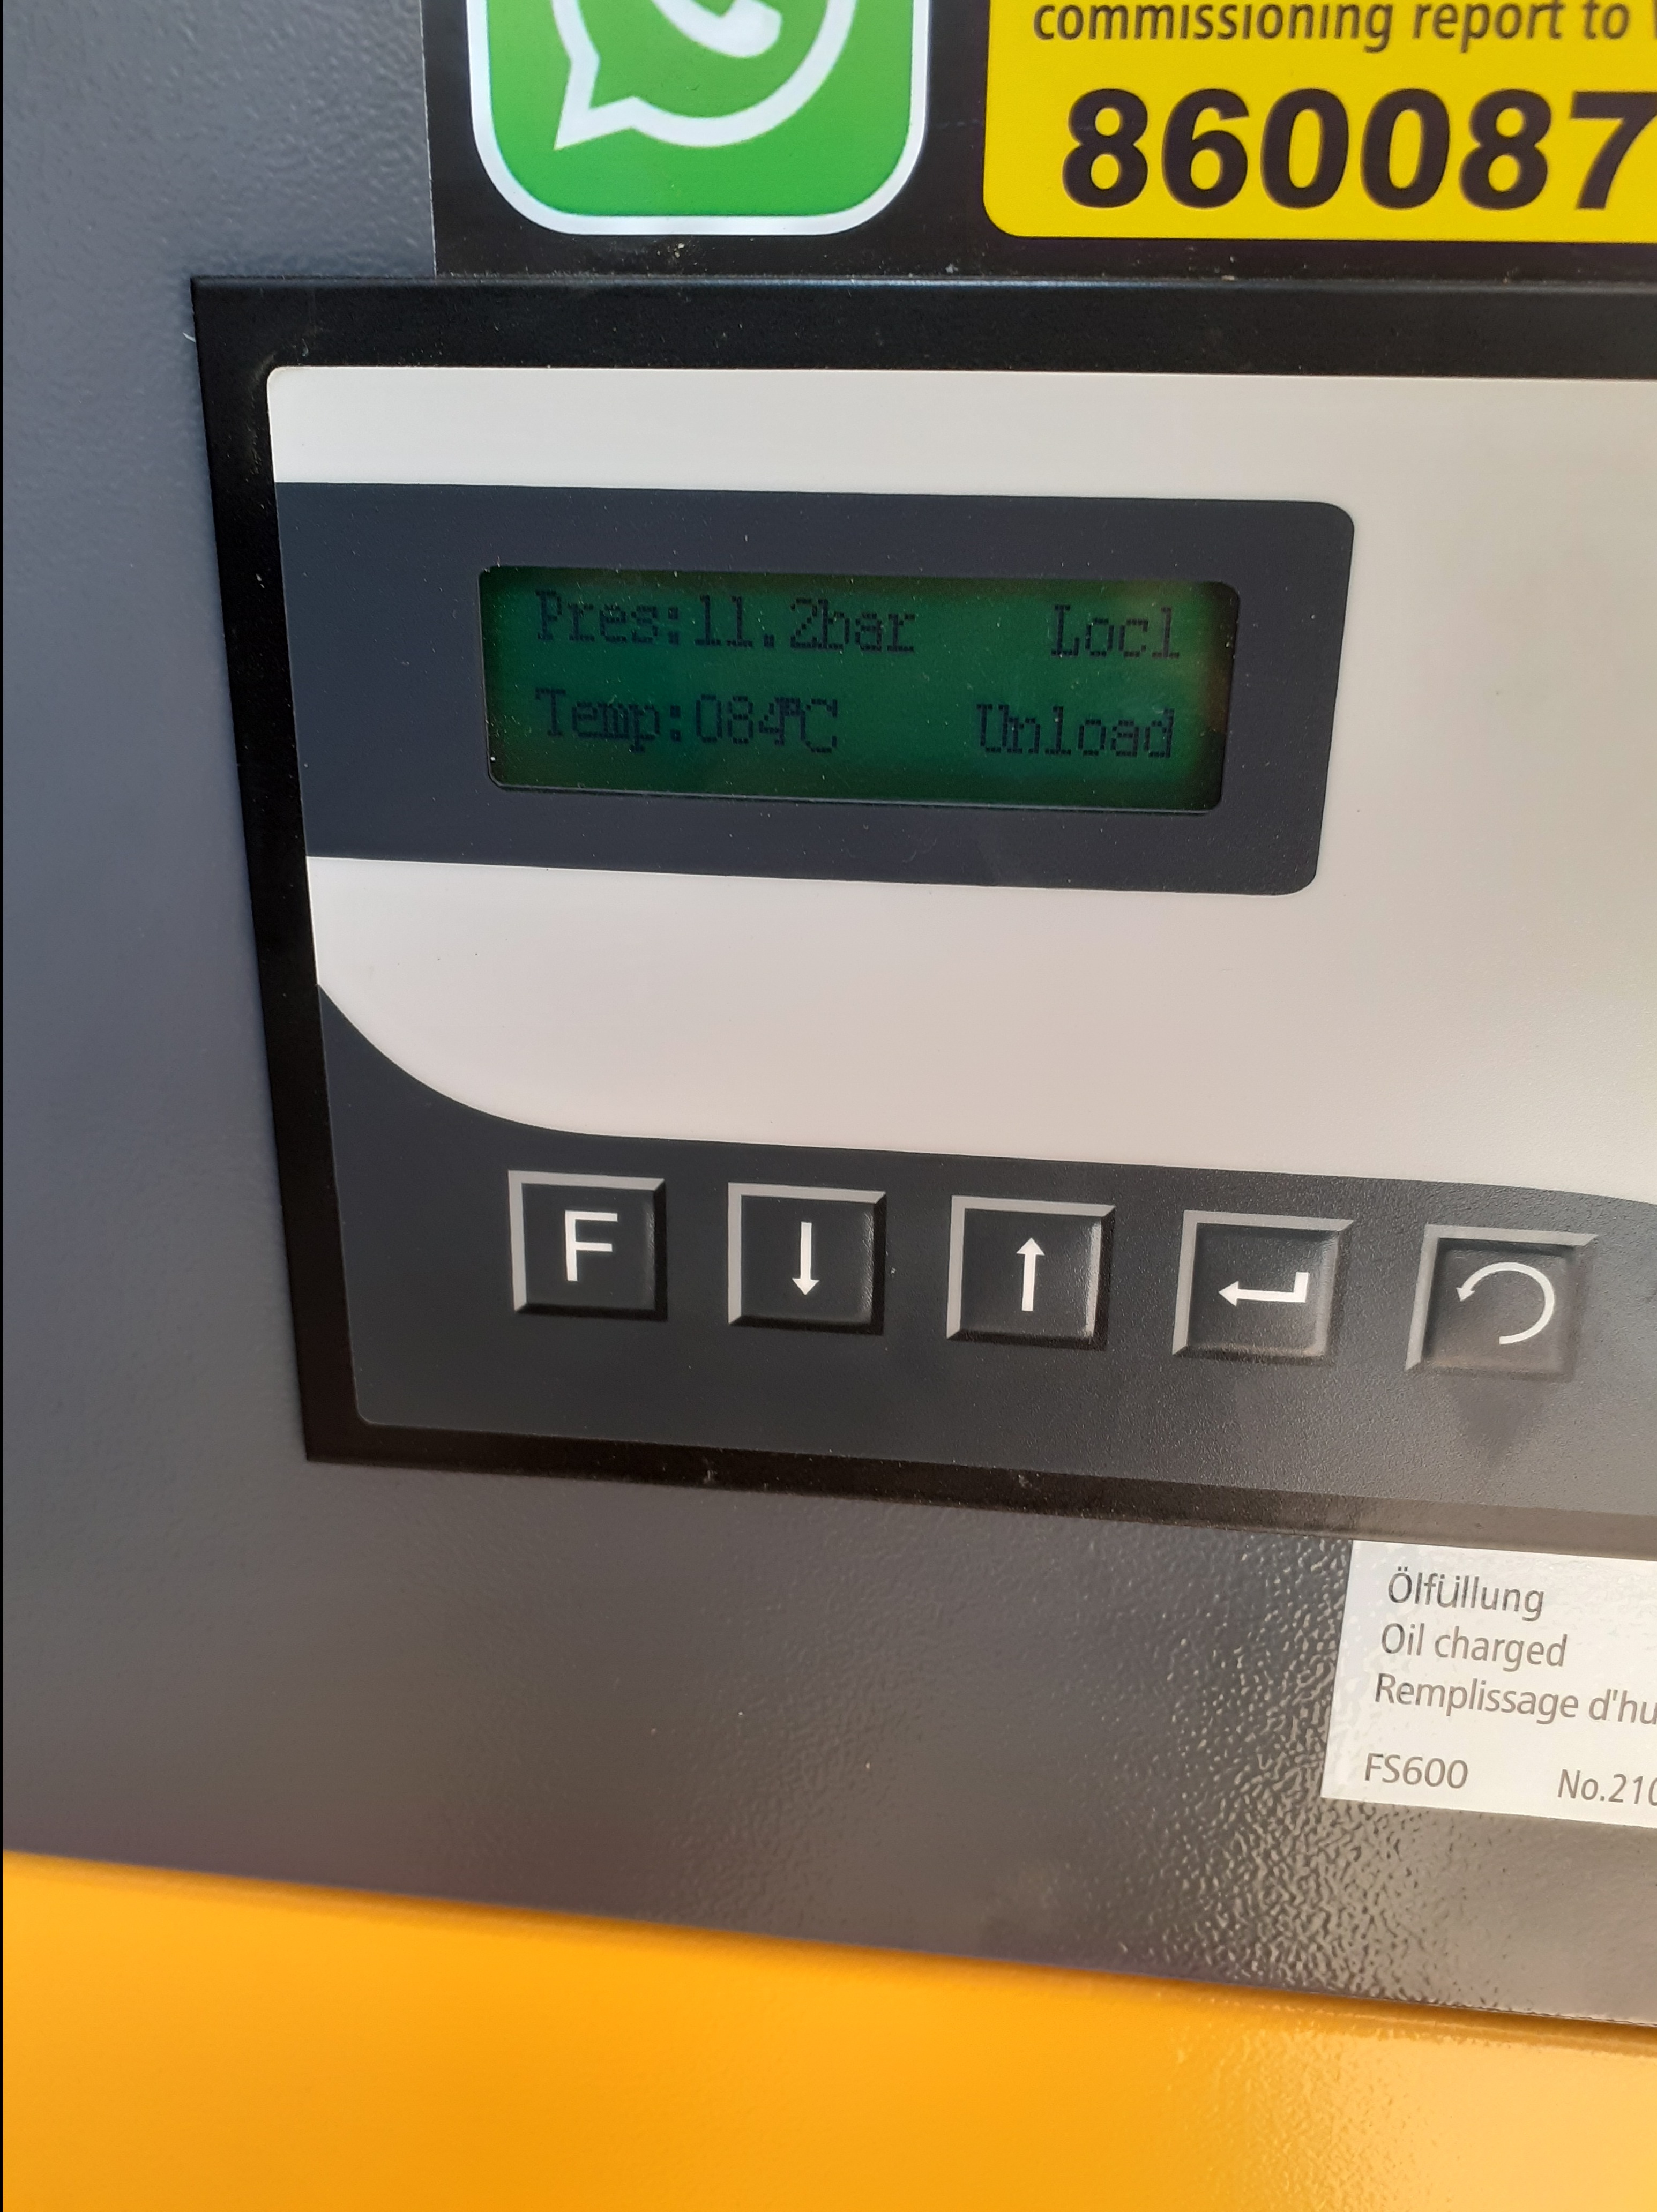 commissioning report to
860087
Pres:11.2bar Locl
Temp:084°C Unload
F
Ölfüllung
Oil charged
Remplissage d'hu
FS600 No.210